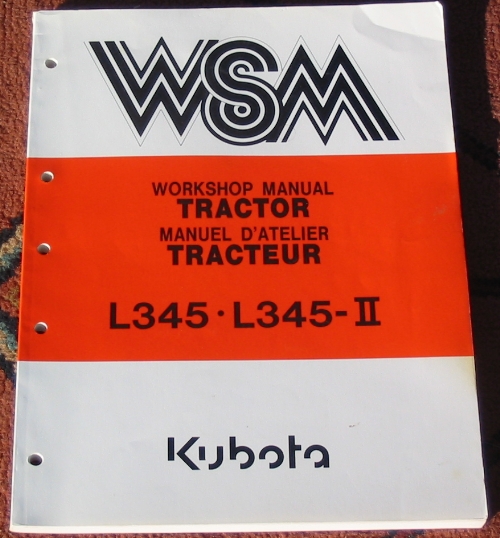 WSM
WORKSHOP MANUAL
TRACTOR
MANUEL D'ATELIER
TRACTEUR
L345・L345-II
Kubota